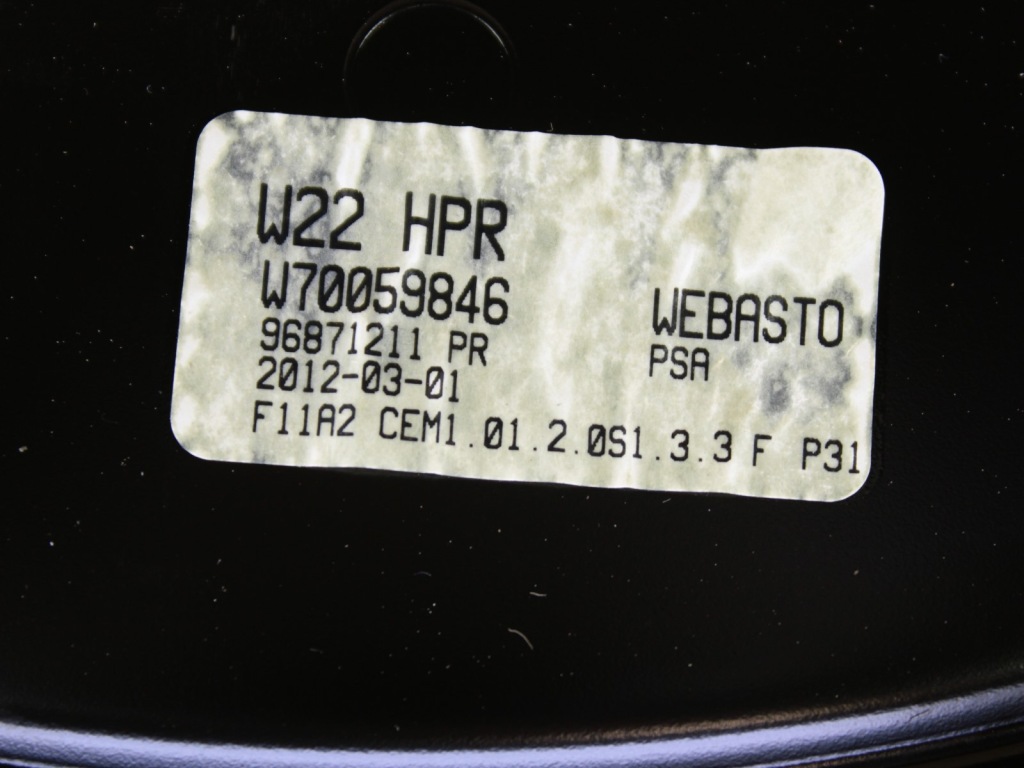 W22 HPR
W70059846
WEBASTO
96871211 PR
PSA
2012-03-01
F11A2 CEM1.01.2.0S1.3.3 F P31